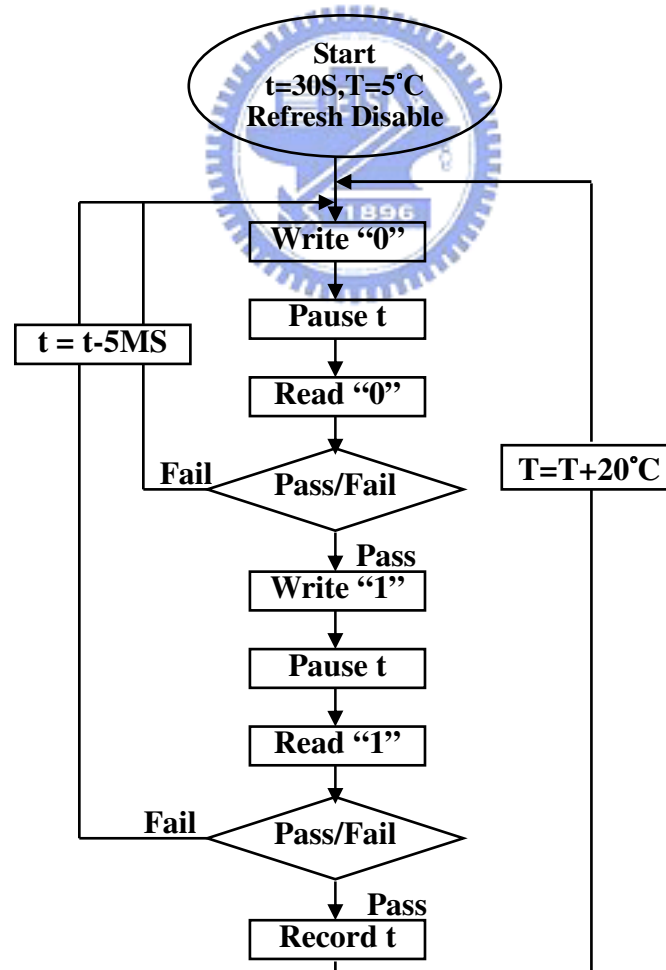 Start
t=30S,T=5°C
Refresh Disable
1896
Write “0”
Pause t
t = t-5MS
Read “0”
Fail
Pass/Fail
T=T+20°C
Pass
Write “1”
Pause t
Read “1”
Fail
Pass/Fail
Pass
Record t